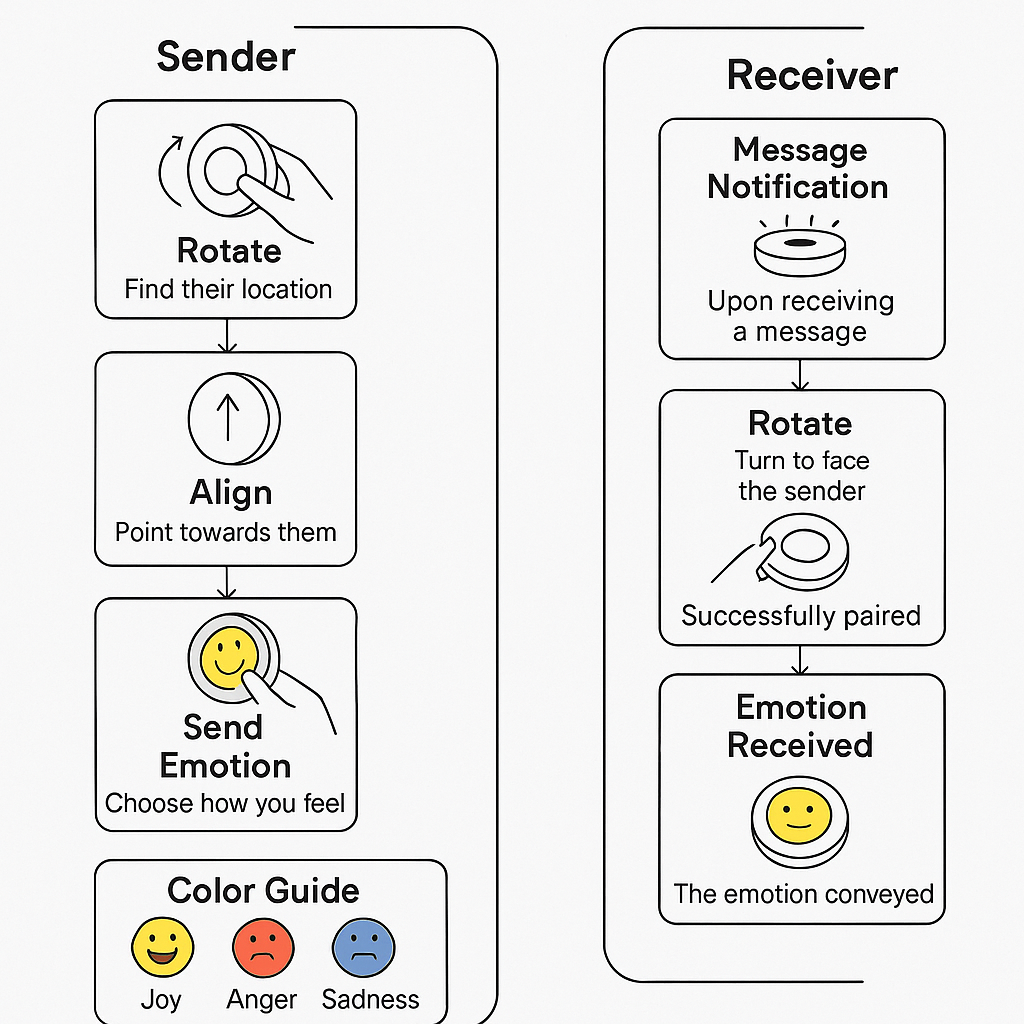 Sender
Rotate
Find their location
Align
Point towards them
Send
Emotion
Choose how you feel
Color Guide
Joy
Anger
Sadness
Receiver
Message
Notification
Upon receiving
a message
Rotate
Turn to face
the sender
Successfully paired
Emotion
Received
The emotion conveyed